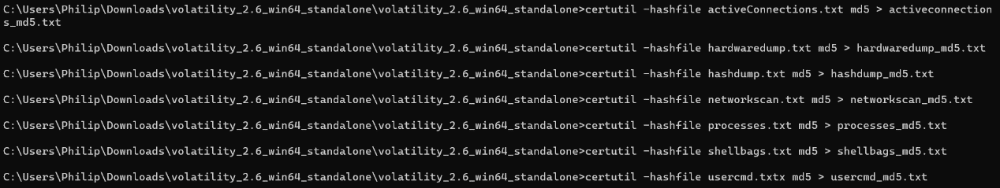 C:\Users\Philip\Downloads\volatility_2.6_win64_standalone\volatility_2.6_win64_standalone>certutil -hashfile activeConnections.txt md5 > activeconnection
s_md5.txt
C:\Users\Philip\Downloads\volatility_2.6_win64_standalone\volatility_2.6_win64_standalone>certutil -hashfile hardwaredump.txt md5 > hardwaredump_md5.txt
C:\Users\Philip\Downloads\volatility_2.6_win64_standalone\volatility_2.6_win64_standalone>certutil -hashfile hashdump.txt md5 > hashdump_md5.txt
C:\Users\Philip\Downloads\volatility_2.6_win64_standalone\volatility_2.6_win64_standalone>certutil -hashfile networkscan.txt md5 > networkscan_md5.txt
C:\Users\Philip\Downloads\volatility_2.6_win64_standalone\volatility_2.6_win64_standalone>certutil -hashfile processes.txt md5 > processes_md5.txt
C:\Users\Philip\Downloads\volatility_2.6_win64_standalone\volatility_2.6_win64_standalone>certutil -hashfile shellbags.txt md5 > shellbags_md5.txt
C:\Users\Philip\Downloads\volatility_2.6_win64_standalone\volatility_2.6_win64_standalone>certutil -hashfile usercmd.txtx md5 > usercmd_md5.txt